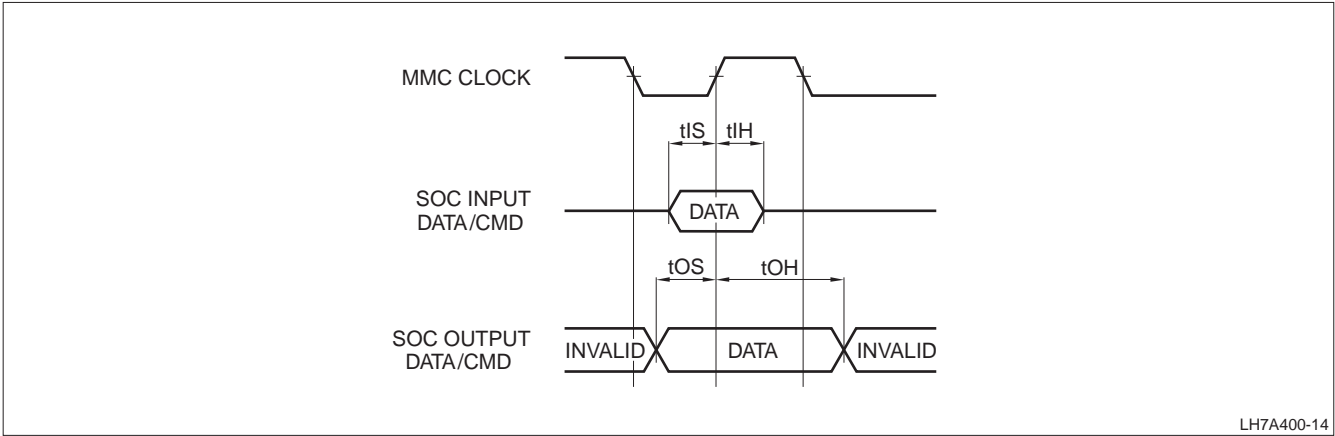 MMC CLOCK
tIS
tIH
SOC INPUT
DATA/CMD
DATA
tOS
tOH
SOC OUTPUT
DATA/CMD
INVALID
DATA
INVALID
LH7A400-14